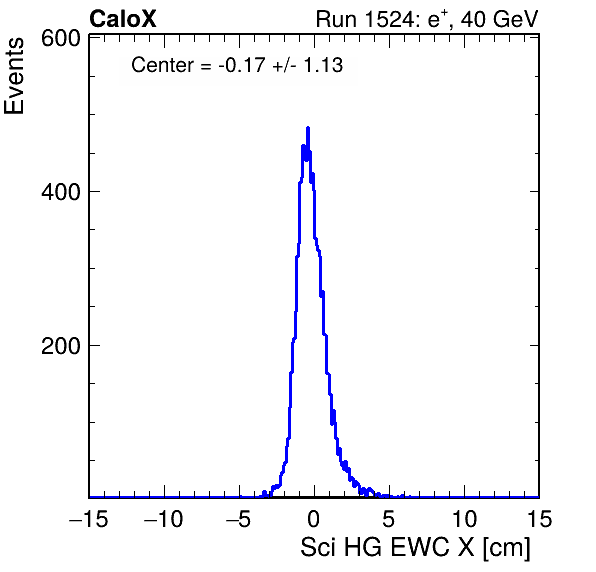 CaloX Run 1524: e⁺, 40 GeV
Center = -0.17 +/- 1.13
Events
600
400
200
−15 −10 −5 0 5 10 15
Sci HG EWC X [cm]